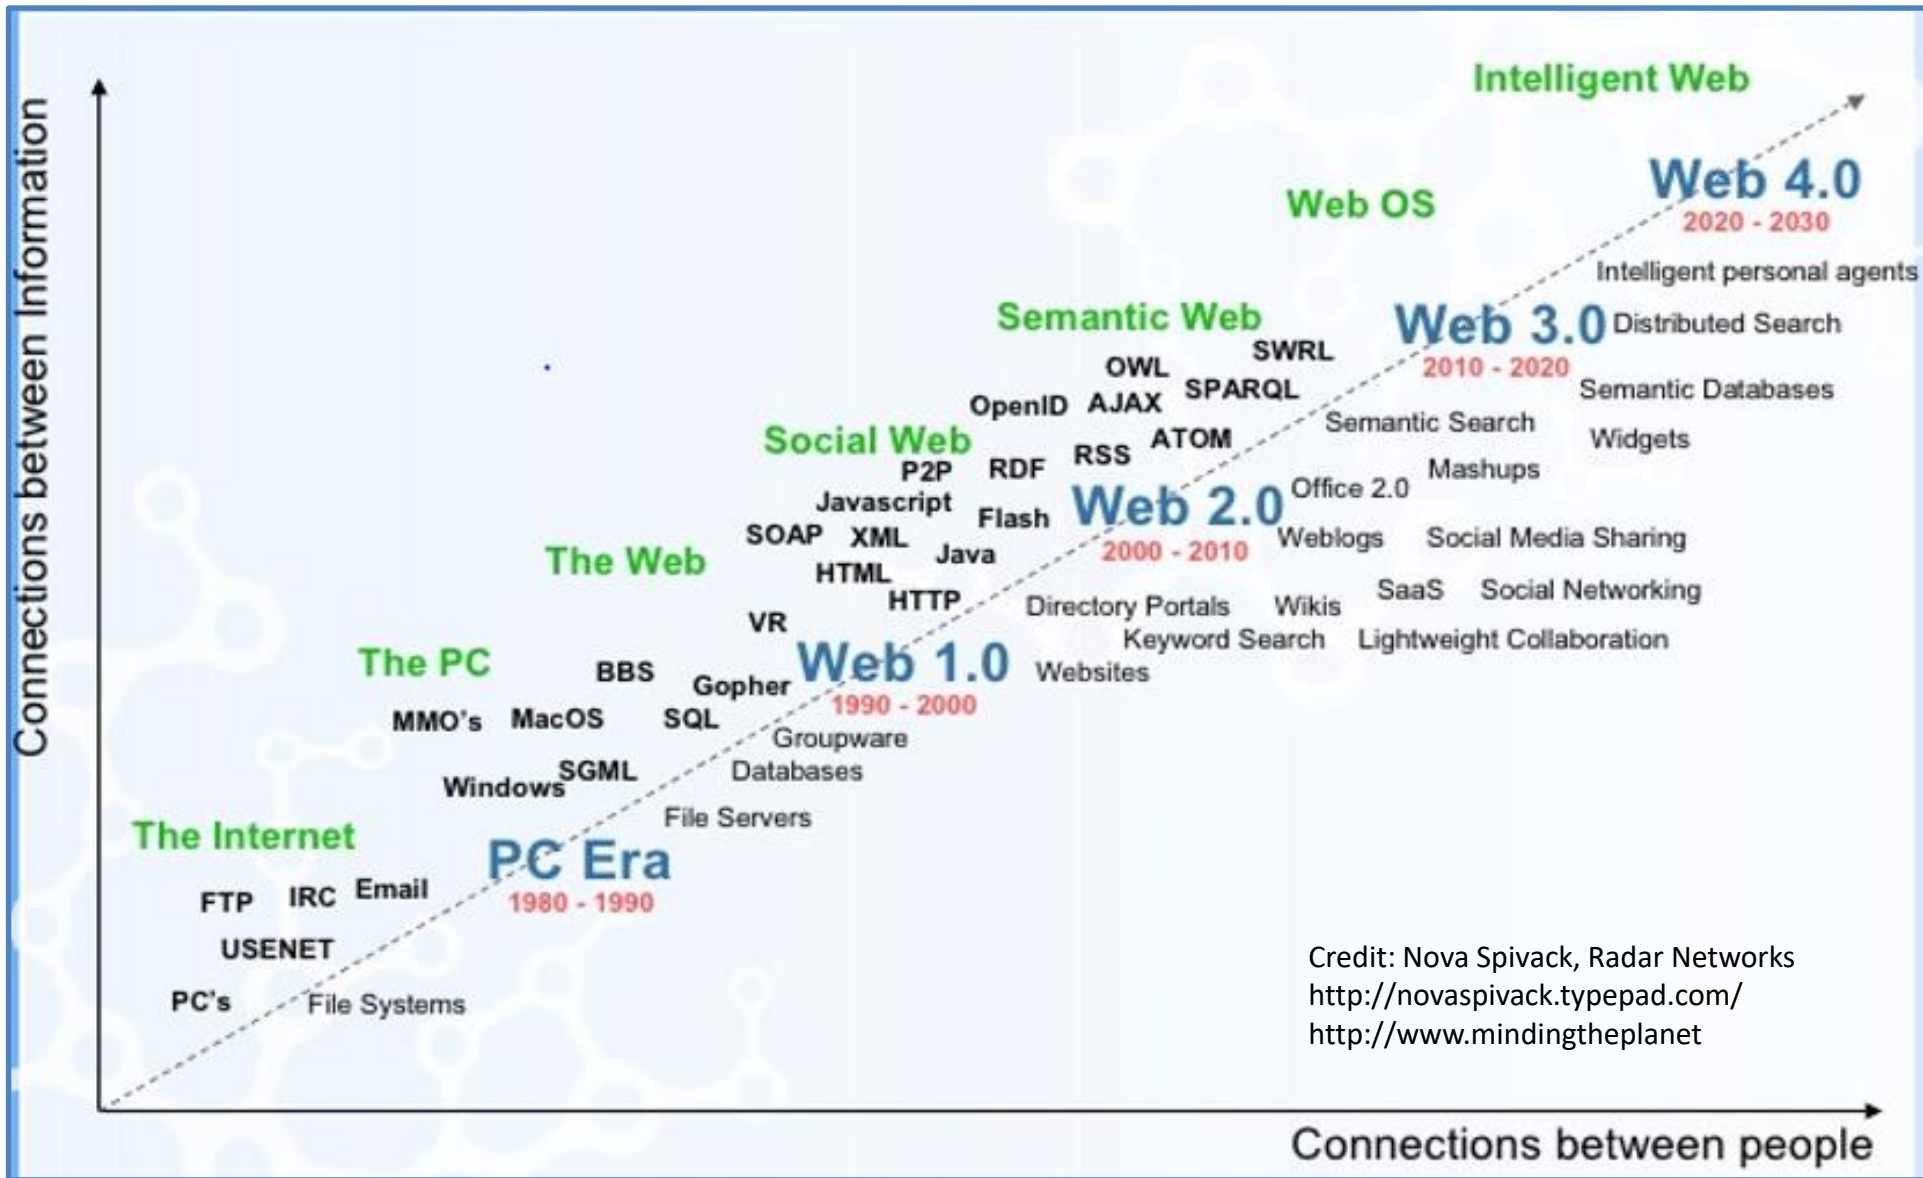 Connections between Information
Intelligent Web
Web 4.0
2020 - 2030
Web OS
Intelligent personal agents
Semantic Web
Web 3.0
Distributed Search
2010 - 2020
SWRL
OWL
SPARQL
Semantic Databases
OpenID
AJAX
Semantic Search
Widgets
Social Web
ATOM
RSS
Mashups
P2P
RDF
Office 2.0
Javascript
Flash
Web 2.0
2000 - 2010
SOAP
XML
Java
Weblogs
Social Media Sharing
The Web
HTML
HTTP
SaaS
Social Networking
Directory Portals
Wikis
VR
Keyword Search
Lightweight Collaboration
The PC
BBS
Gopher
Web 1.0
1990 - 2000
Websites
MMO's
MacOS
SQL
Groupware
Windows
SGML
Databases
File Servers
The Internet
PC Era
1980 - 1990
FTP
IRC
Email
USENET
PC's
File Systems
Credit: Nova Spivack, Radar Networks
http://novaspivack.typepad.com/
http://www.mindingtheplanet
Connections between people